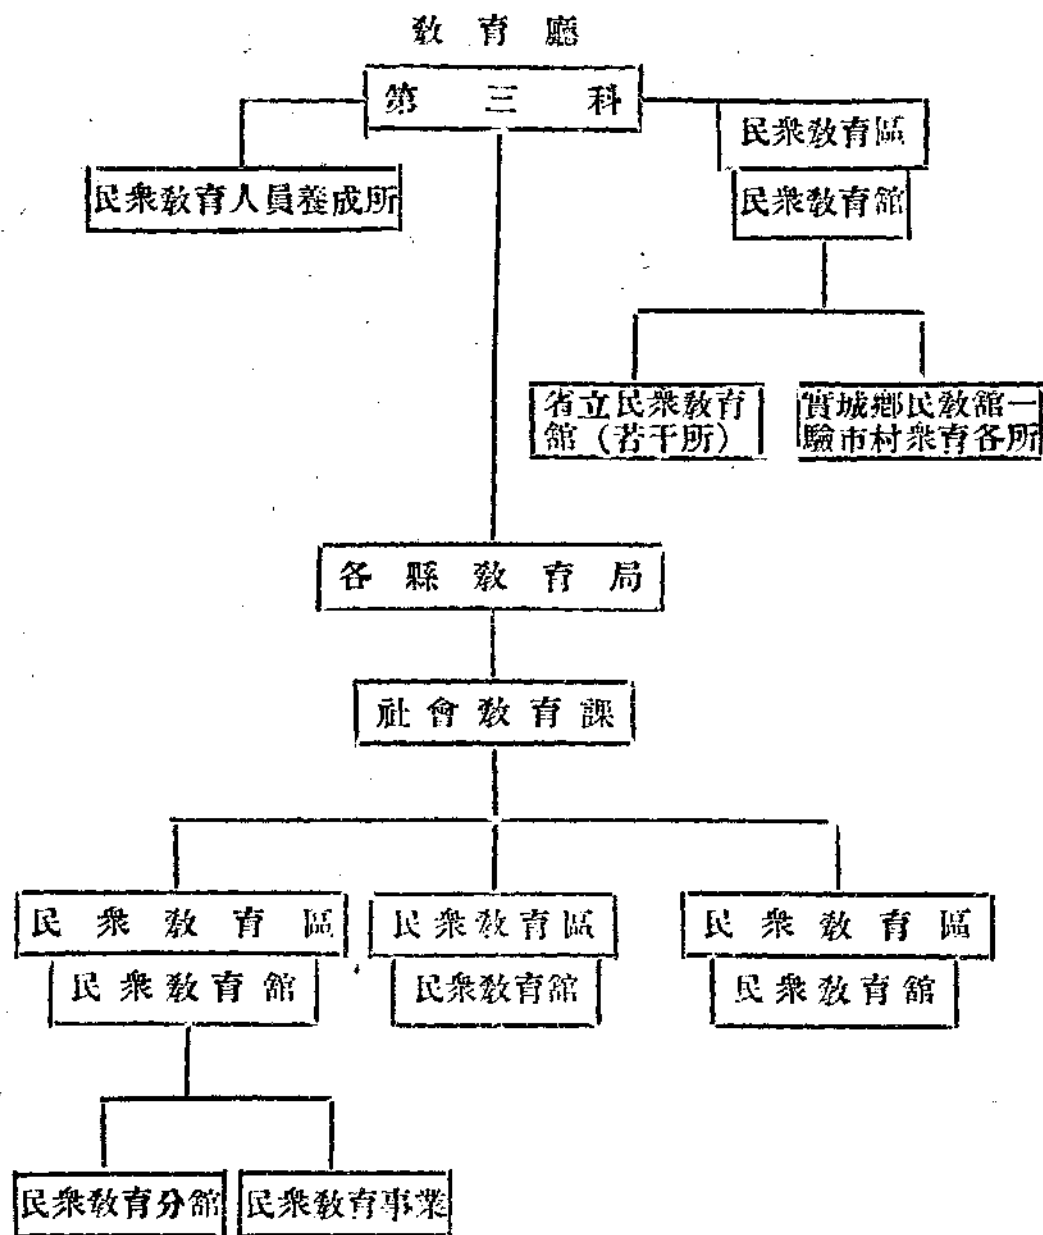 教育廳
第三科
民衆教育區
民衆教育人員養成所
民衆教育館
省立民衆教育
館（若干所）
實城鄉民教館一
驗市村衆育各所
各縣教育局
社會教育課
民衆教育區
民衆教育區
民衆教育區
民衆教育館
民衆教育館
民衆教育館
民衆教育分館
民衆教育事業